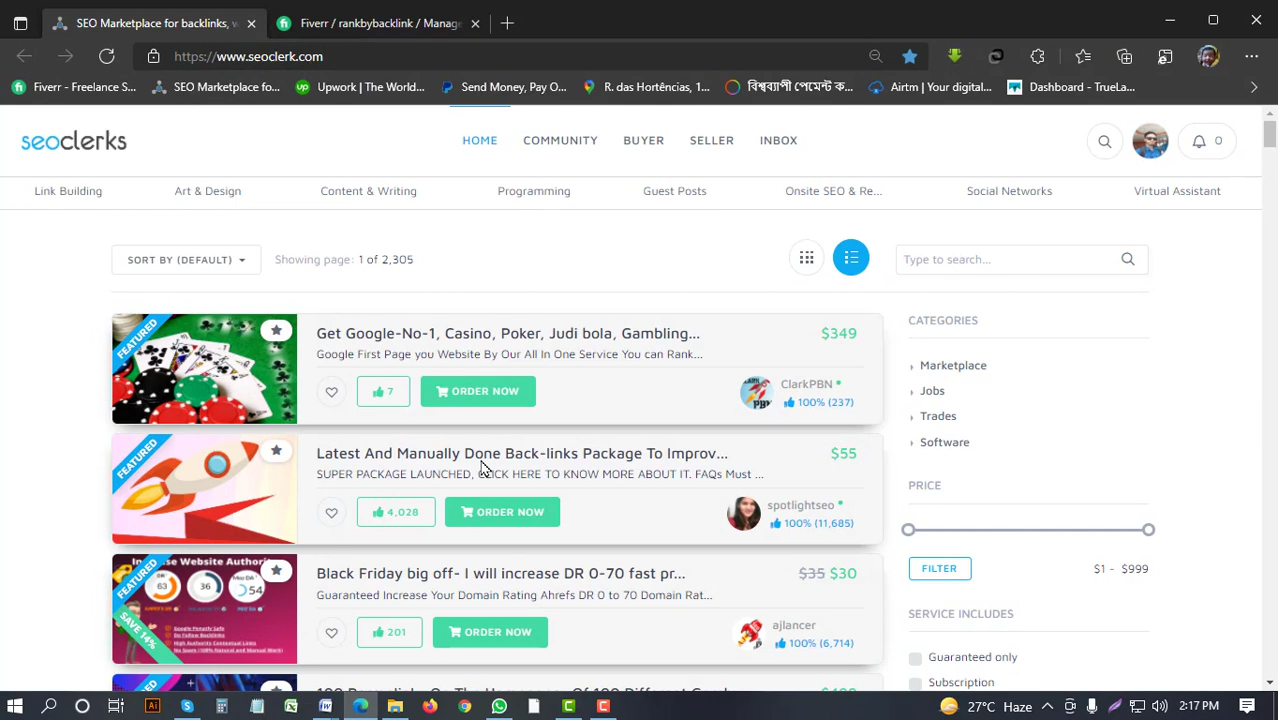 SEO Marketplace for backlinks, w
Fiverr / rankybacklink / Manage
https://www.seoclerk.com
Fiverr - Freelance S...
SEO Marketplace fo...
Upwork | The World...
Send Money, Pay O...
R. das Hortências, 1...
বিশ্বব্যাপী পেমেন্ট ক...
Airtm | Your digital...
Dashboard - TrueLa...
seoclerks
HOME
COMMUNITY
BUYER
SELLER
INBOX
0
Link Building
Art & Design
Content & Writing
Programming
Guest Posts
Onsite SEO & Re...
Social Networks
Virtual Assistant
SORT BY (DEFAULT)
Showing page: 1 of 2,305
Type to search...
FEATURED
Get Google-No-1, Casino, Poker, Judi bola, Gambling...
$349
Google First Page you Website By Our All In One Service You can Rank...
7
ORDER NOW
ClarkPBN
100% (237)
FEATURED
Latest And Manually Done Back-links Package To Improv...
$55
SUPER PACKAGE LAUNCHED, CLICK HERE TO KNOW MORE ABOUT IT. FAQs Must ...
4,028
ORDER NOW
spotlightseo
100% (11,685)
FEATURED
SAVE 14%
63
36
54
Black Friday big off- I will increase DR 0-70 fast pr...
$35 $30
Guaranteed Increase Your Domain Rating Ahrefs DR 0 to 70 Domain Rat...
201
ORDER NOW
ajlancer
100% (6,714)
CATEGORIES
Marketplace
Jobs
Trades
Software
PRICE
FILTER
$1 - $999
SERVICE INCLUDES
Guaranteed only
Subscription
27°C Haze
2:17 PM